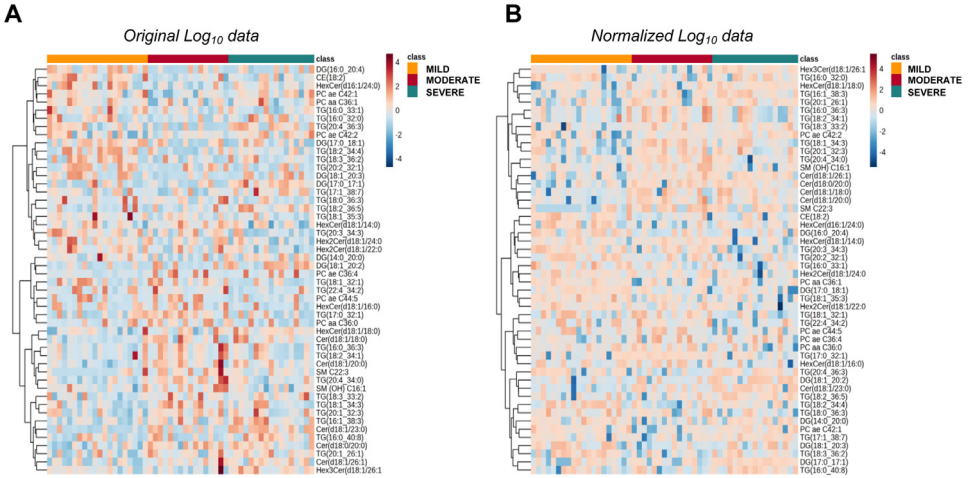 A
Original Log10 data
class
DG(16:0_20:4)
CE(18:2)
HexCer(d16:1/24:0)
PC ae C42:1
PC aa C36:1
TG(16:0_33:1)
TG(16:0_32:0)
TG(20:4_36:3)
PC ae C42:2
DG(17:0_18:1)
TG(18:2_34:4)
TG(18:3_36:2)
TG(20:2_32:1)
DG(18:1_20:3)
DG(17:0_17:1)
TG(17:1_38:7)
TG(18:0_36:3)
TG(18:2_36:5)
TG(18:1_35:3)
HexCer(d18:1/14:0)
TG(20:3_34:3)
Hex2Cer(d18:1/24:0
Hex2Cer(d18:1/22:0
DG(14:0_20:0)
DG(18:1_20:2)
PC ae C36:4
TG(18:1_32:1)
TG(22:4_34:2)
PC ae C44:5
HexCer(d18:1/16:0)
TG(17:0_32:1)
PC aa C36:0
HexCer(d18:1/18:0)
Cer(d18:1/18:0)
TG(16:0_36:3)
TG(18:2_34:1)
Cer(d18:1/20:0)
SM C22:3
TG(20:4_34:0)
SM (OH) C16:1
TG(18:3_33:2)
TG(18:1_34:3)
TG(20:1_32:3)
TG(16:1_38:3)
Cer(d18:1/23:0)
TG(16:0_40:8)
Cer(d18:0/20:0)
TG(20:1_26:1)
Cer(d18:1/26:1)
Hex3Cer(d18:1/26:1
4
2
0
-2
-4
class
MILD
MODERATE
SEVERE
B
Normalized Log10 data
class
Hex3Cer(d18:1/26:1
TG(16:0_32:0)
HexCer(d18:1/18:0)
TG(16:1_38:3)
TG(20:1_26:1)
TG(16:0_36:3)
TG(18:2_34:1)
TG(18:3_33:2)
PC ae C42:2
TG(18:1_34:3)
TG(20:1_32:3)
TG(20:4_34:0)
SM (OH) C16:1
Cer(d18:1/26:1)
Cer(d18:0/20:0)
Cer(d18:1/18:0)
Cer(d18:1/20:0)
SM C22:3
CE(18:2)
HexCer(d16:1/24:0)
DG(16:0_20:4)
HexCer(d18:1/14:0)
TG(20:3_34:3)
TG(20:2_32:1)
TG(16:0_33:1)
Hex2Cer(d18:1/24:0
PC aa C36:1
DG(17:0_18:1)
TG(18:1_35:3)
Hex2Cer(d18:1/22:0
TG(18:1_32:1)
TG(22:4_34:2)
PC ae C44:5
PC ae C36:4
PC aa C36:0
TG(17:0_32:1)
HexCer(d18:1/16:0)
TG(20:4_36:3)
DG(18:1_20:2)
Cer(d18:1/23:0)
TG(18:2_36:5)
TG(18:2_34:4)
TG(18:0_36:3)
DG(14:0_20:0)
PC ae C42:1
TG(17:1_38:7)
DG(18:1_20:3)
TG(18:3_36:2)
DG(17:0_17:1)
TG(16:0_40:8)
4
2
0
-2
-4
class
MILD
MODERATE
SEVERE